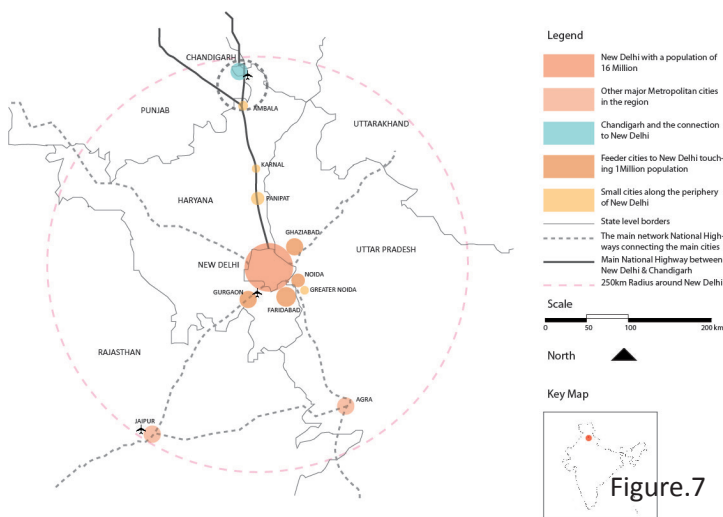 CHANDIGARH
AMBALA
PUNJAB
UTTARAKHAND
KARNAL
HARYANA
PANIPAT
GHAZIABAD
UTTAR PRADESH
NEW DELHI
NOIDA
GURGAON
GREATER NOIDA
FARIDABAD
RAJASTHAN
AGRA
JAIPUR
Legend
New Delhi with a population of
16 Million
Other major Metropolitan cities
in the region
Chandigarh and the connection
to New Delhi
Feeder cities to New Delhi touch-
ing 1Million population
Small cities along the periphery
of New Delhi
State level borders
The main network National High-
ways connecting the main cities
Main National Highway between
New Delhi & Chandigarh
250km Radius around New Delhi
Scale
0 50 100 200 km
North
Key Map
Figure.7